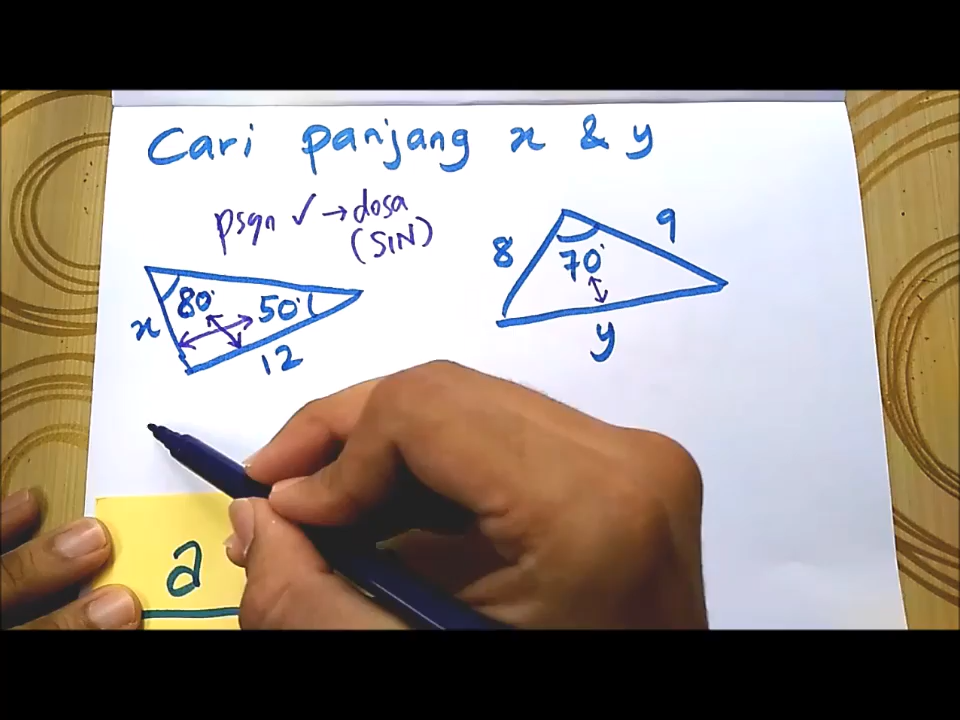 Cari panjang x & y
psgn ✓ → dosa
(SIN)
80° 50°
x
12
8
9
70°
y
a